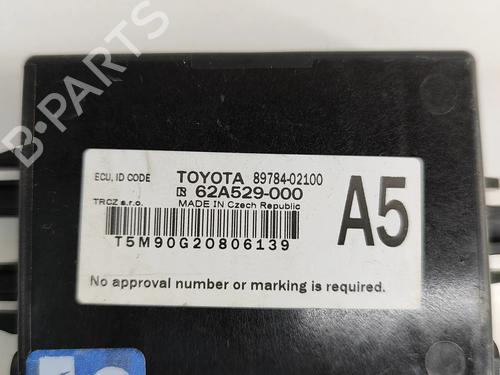 B-PARTS
ECU, ID CODE TOYOTA 89784-02100
62A529-000
TRCZ s.r.o. MADE IN Czech Republic
A5
T5M90G20806139
No approval number or marking is required.